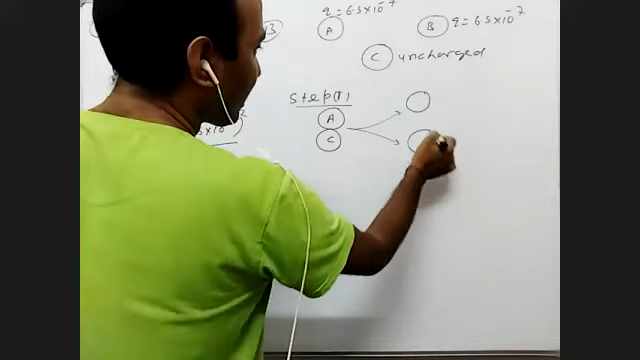 q = 6.5×10⁻⁷
A
B q = 6.5×10⁻⁷
C uncharged
Step(I)
A
C